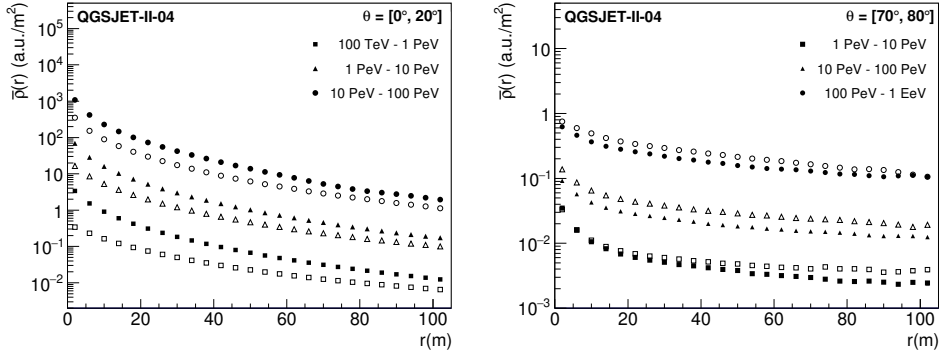 QGSJET-II-04
θ = [0°, 20°]
100 TeV - 1 PeV
1 PeV - 10 PeV
10 PeV - 100 PeV
ρ̅(r) (a.u./m²)
10⁵
10⁴
10³
10²
10
1
10⁻¹
10⁻²
0 20 40 60 80 100
r(m)
QGSJET-II-04
θ = [70°, 80°]
1 PeV - 10 PeV
10 PeV - 100 PeV
100 PeV - 1 EeV
ρ̅(r) (a.u./m²)
10
1
10⁻¹
10⁻²
10⁻³
0 20 40 60 80 100
r(m)